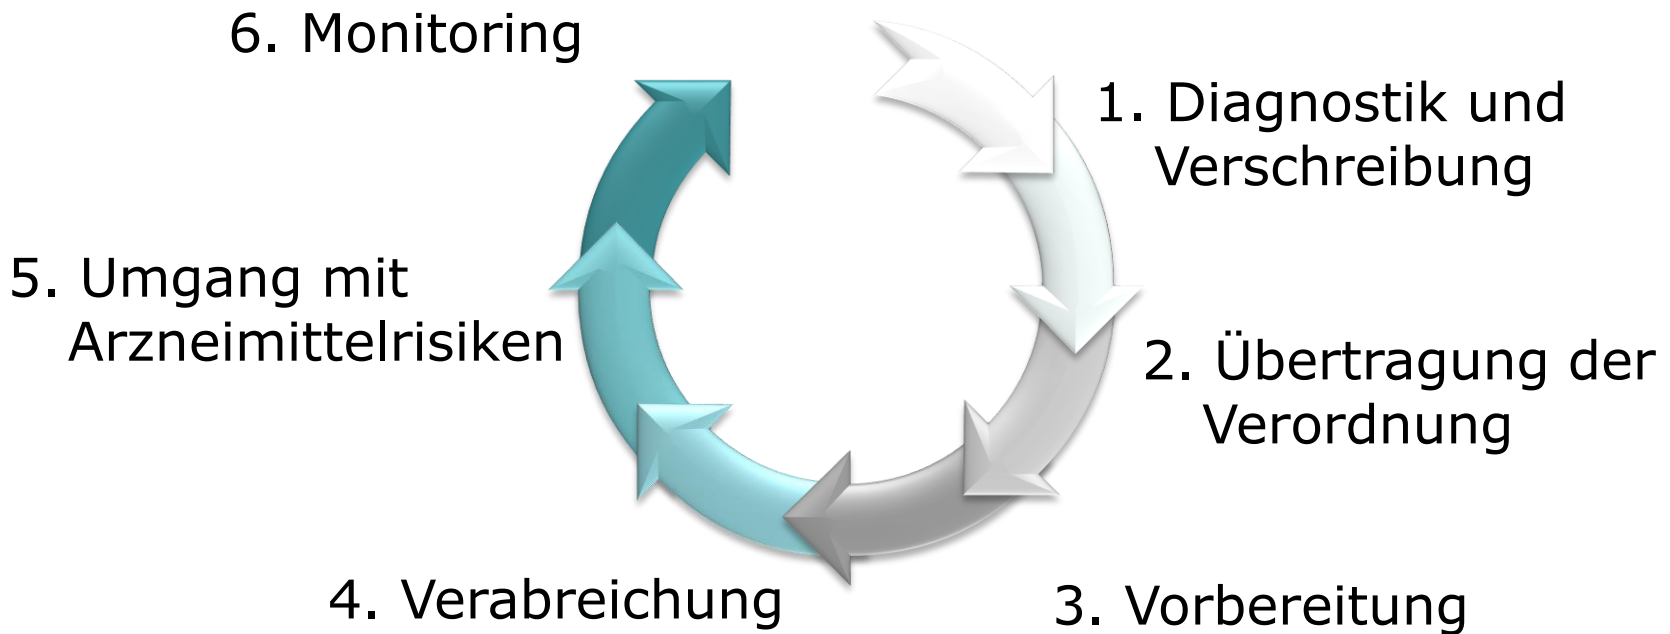 6. Monitoring
1. Diagnostik und
Verschreibung
5. Umgang mit
Arzneimittelrisiken
2. Übertragung der
Verordnung
4. Verabreichung
3. Vorbereitung